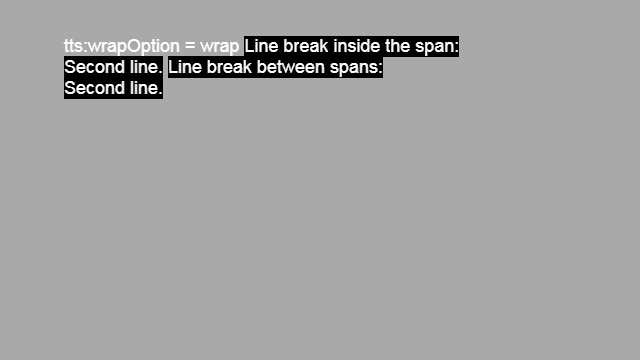 tts:wrapOption = wrap Line break inside the span:
Second line. Line break between spans:
Second line.